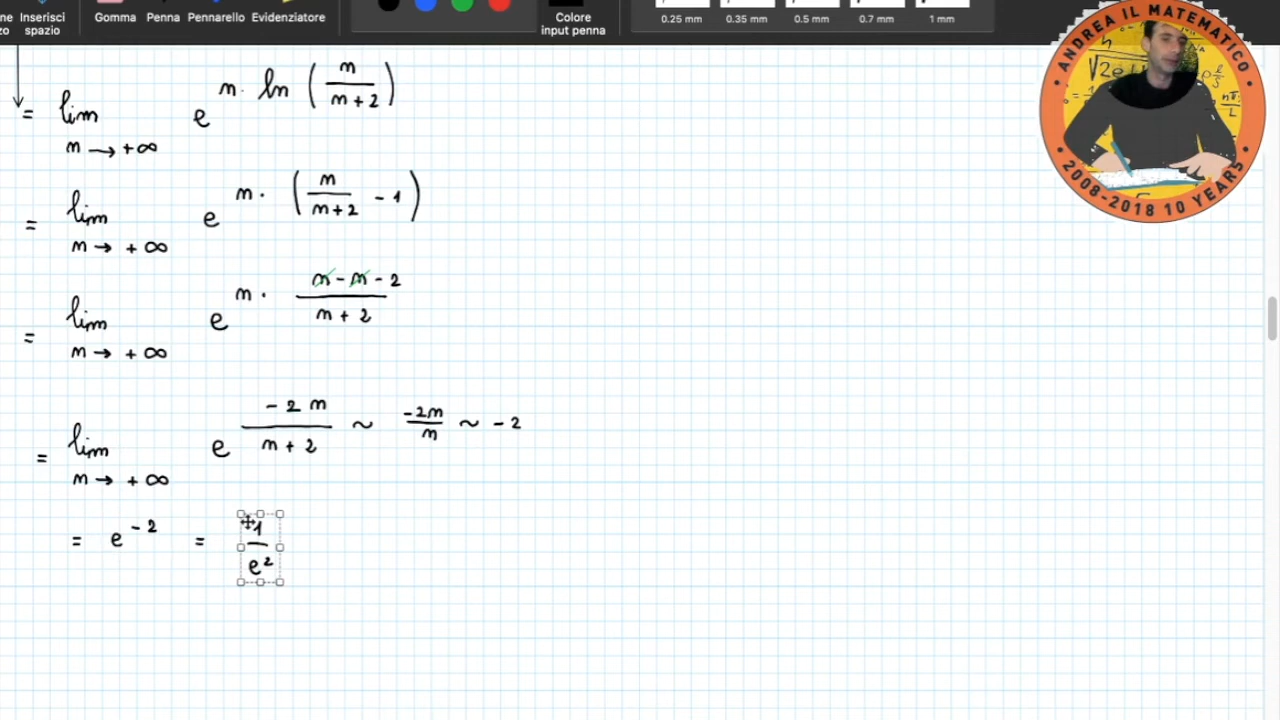 ne Inserisci Gomma Penna Pennarello Evidenziatore Colore 0.25 mm 0.35 mm 0.5 mm 0.7 mm 1 mm
zo spazio input penna
ANDREA IL MATEMATICO
2008-2018 10 YEARS
= lim n → +∞ e^{n · ln (n/(n+2))}
= lim n → +∞ e^{n · (n/(n+2) - 1)}
= lim n → +∞ e^{n · (n - n - 2)/(n + 2)}
= lim n → +∞ e^{-2n/(n + 2)} ~ -2n/n ~ -2
= e^{-2} = 1/e²